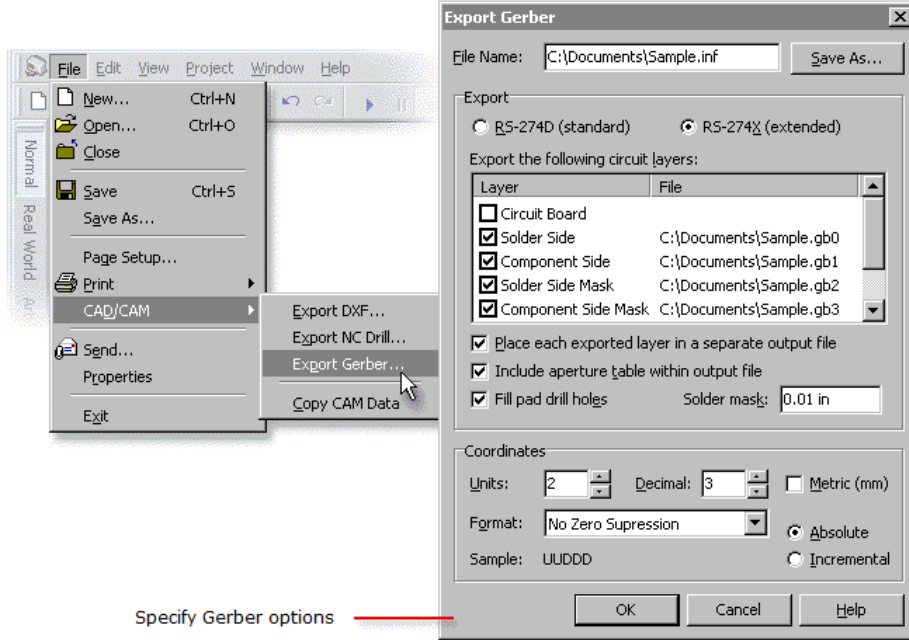 File Edit View Project Window Help
New... Ctrl+N
Open... Ctrl+O
Close
Save Ctrl+S
Save As...
Page Setup...
Print
CAD/CAM
Send...
Properties
Exit
Normal
Real World
Export DXF...
Export NC Drill...
Export Gerber...
Copy CAM Data
Export Gerber
File Name: C:\Documents\Sample.inf Save As...
Export
RS-274D (standard) RS-274X (extended)
Export the following circuit layers:
Layer File
Circuit Board
Solder Side C:\Documents\Sample.gb0
Component Side C:\Documents\Sample.gb1
Solder Side Mask C:\Documents\Sample.gb2
Component Side Mask C:\Documents\Sample.gb3
Place each exported layer in a separate output file
Include aperture table within output file
Fill pad drill holes Solder mask: 0.01 in
Coordinates
Units: 2 Decimal: 3 Metric (mm)
Format: No Zero Supression Absolute
Sample: UUDDD Incremental
OK Cancel Help
Specify Gerber options